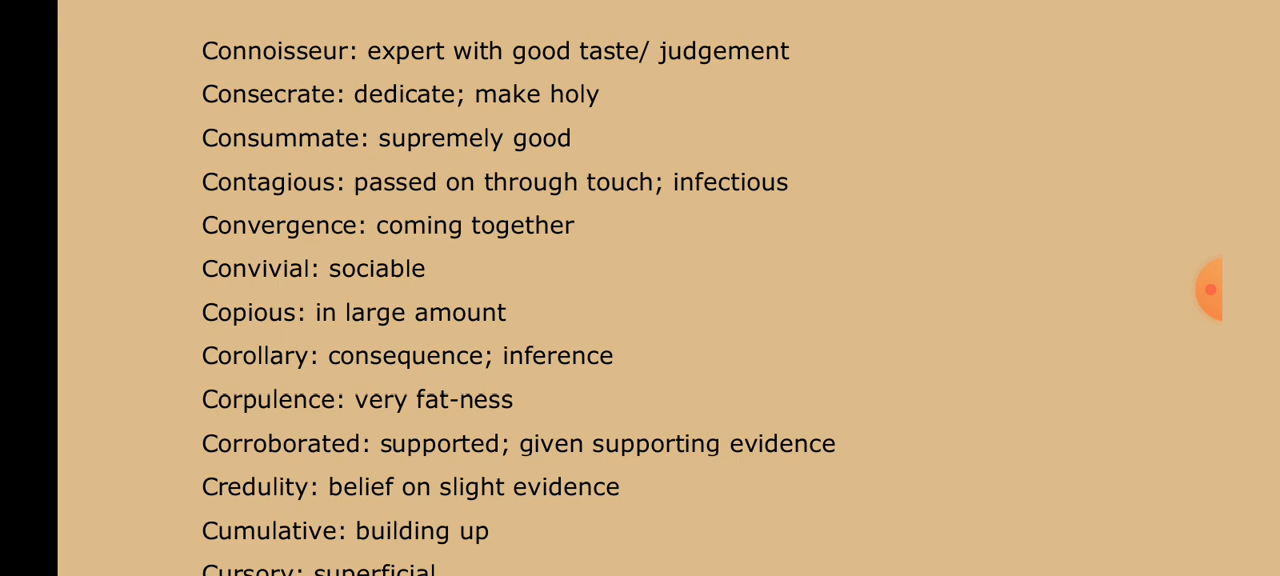 Connoisseur: expert with good taste/ judgement
Consecrate: dedicate; make holy
Consummate: supremely good
Contagious: passed on through touch; infectious
Convergence: coming together
Convivial: sociable
Copious: in large amount
Corollary: consequence; inference
Corpulence: very fat-ness
Corroborated: supported; given supporting evidence
Credulity: belief on slight evidence
Cumulative: building up
Cursory: superficial